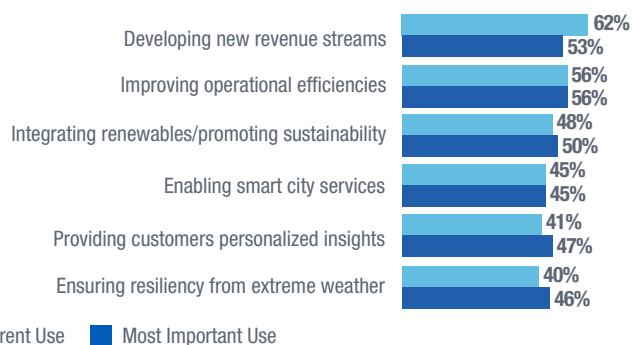 Developing new revenue streams
62%
53%
Improving operational efficiencies
56%
56%
Integrating renewables/promoting sustainability
48%
50%
Enabling smart city services
45%
45%
Providing customers personalized insights
41%
47%
Ensuring resiliency from extreme weather
40%
46%
rent Use Most Important Use